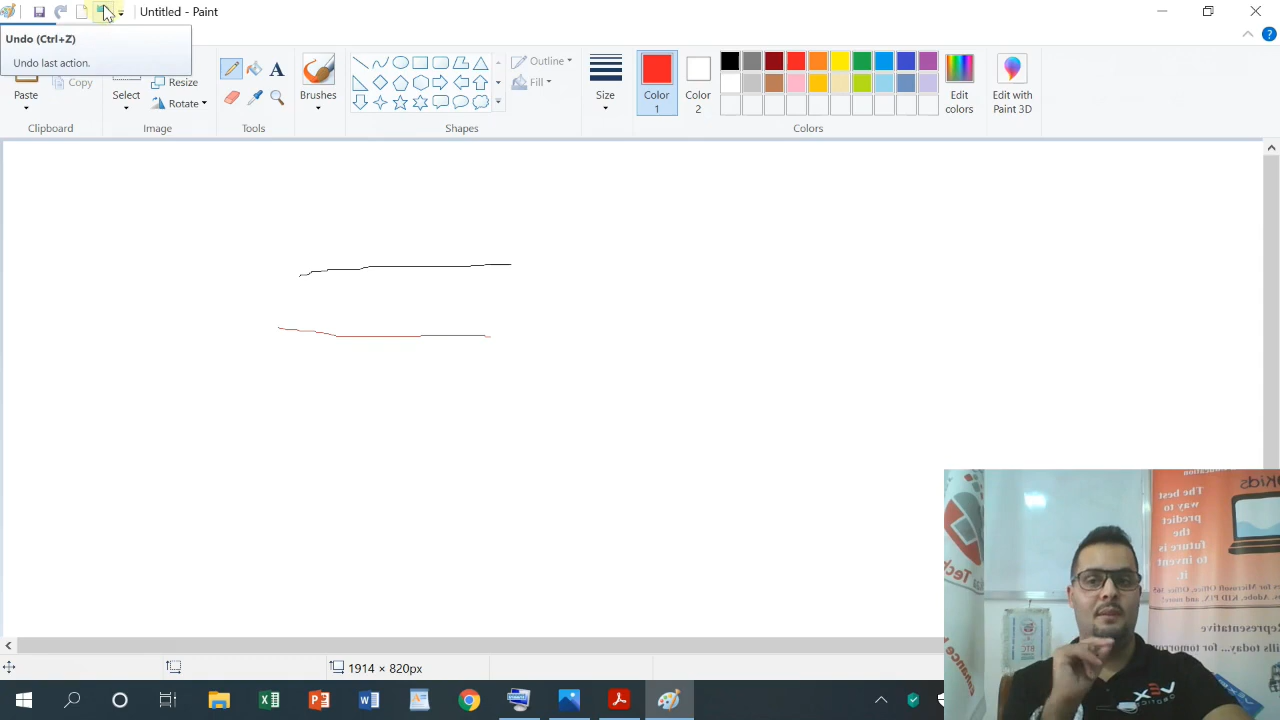 Untitled - Paint
Undo (Ctrl+Z)
Undo last action
Paste
Copy
Clipboard
Select
Resize
Rotate
Image
Tools
Brushes
Shapes
Outline
Fill
Size
Color 1
Color 2
Colors
Edit colors
Edit with Paint 3D
1914 × 820px
The best
way to
predict
the
future is
to invent
it.
BTC
VEX